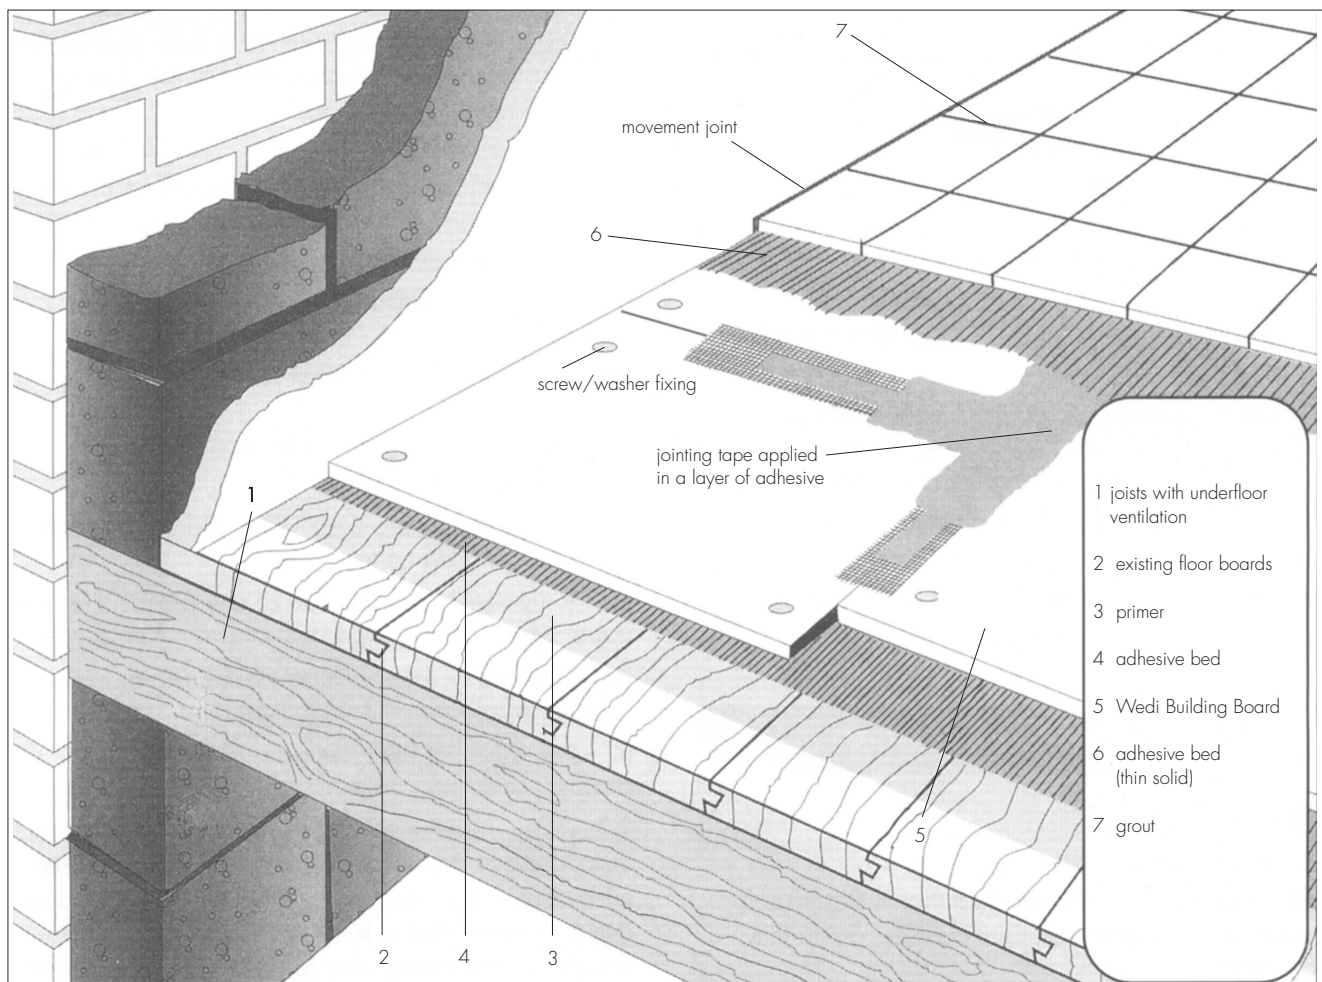 7
movement joint
6
screw/washer fixing
jointing tape applied
in a layer of adhesive
1
5
2
4
3
1 joists with underfloor
ventilation
2 existing floor boards
3 primer
4 adhesive bed
5 Wedi Building Board
6 adhesive bed
(thin solid)
7 grout